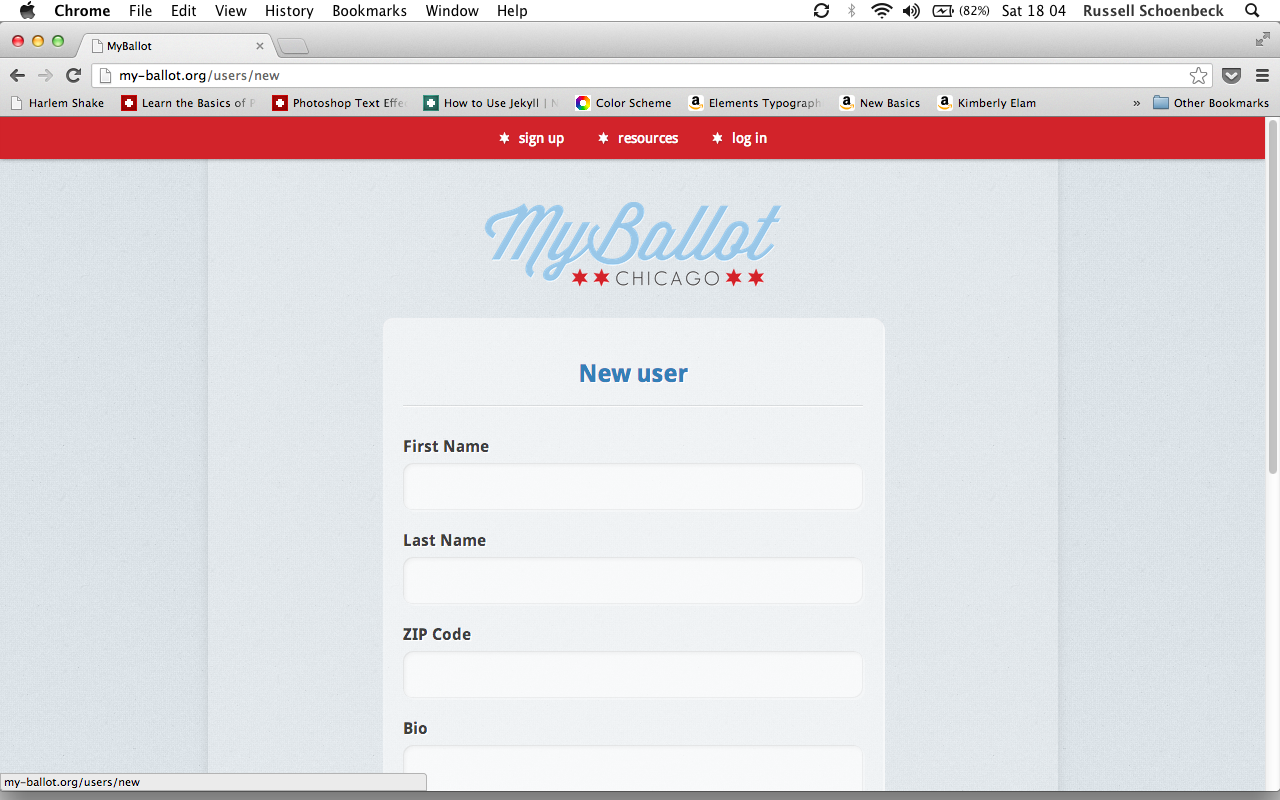 Chrome File Edit View History Bookmarks Window Help (82%) Sat 18 04 Russell Schoenbeck
MyBallot
my-ballot.org/users/new
Harlem Shake Learn the Basics of Photoshop Text Effe How to Use Jekyll | N Color Scheme Elements Typograph New Basics Kimberly Elam » Other Bookmarks
sign up resources log in
MyBallot
CHICAGO
New user
First Name
Last Name
ZIP Code
Bio
my-ballot.org/users/new